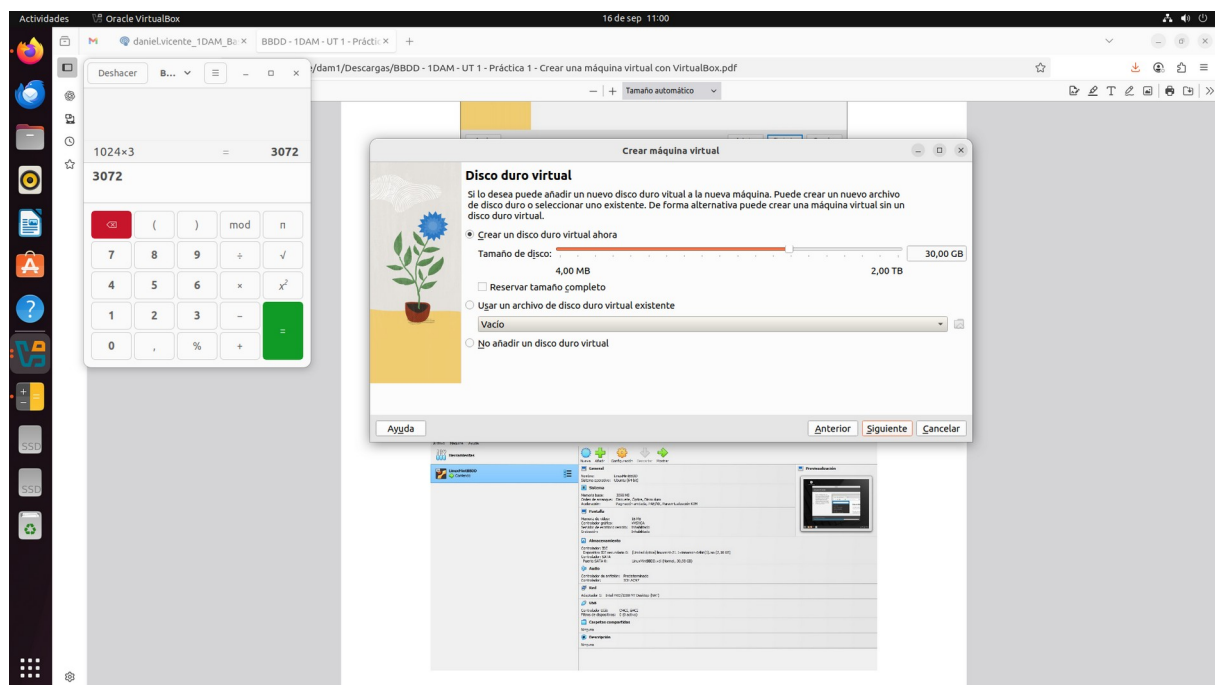 Actividades
Oracle VirtualBox
16 de sep 11:00
daniel.vicente_1DAM_Ba
BBDD - 1DAM - UT 1 - Práctic
/dam1/Descargas/BBDD - 1DAM - UT 1 - Práctica 1 - Crear una máquina virtual con VirtualBox.pdf
Tamaño automático
Deshacer
B...
1024×3 = 3072
3072
( ) mod π
7 8 9 ÷ √
4 5 6 × x²
1 2 3 − =
0 , % +
Crear máquina virtual
Disco duro virtual
Si lo desea puede añadir un nuevo disco duro vitual a la nueva máquina. Puede crear un nuevo archivo
de disco duro o seleccionar uno existente. De forma alternativa puede crear una máquina virtual sin un
disco duro virtual.
Crear un disco duro virtual ahora
Tamaño de disco:
30,00 GB
4,00 MB
2,00 TB
Reservar tamaño completo
Usar un archivo de disco duro virtual existente
Vacío
No añadir un disco duro virtual
Ayuda
Anterior
Siguiente
Cancelar
SSD
SSD
Herramientas
General
Previsualización
Sistema
Pantalla
Almacenamiento
Audio
Red
USB
Carpetas compartidas
Descripción